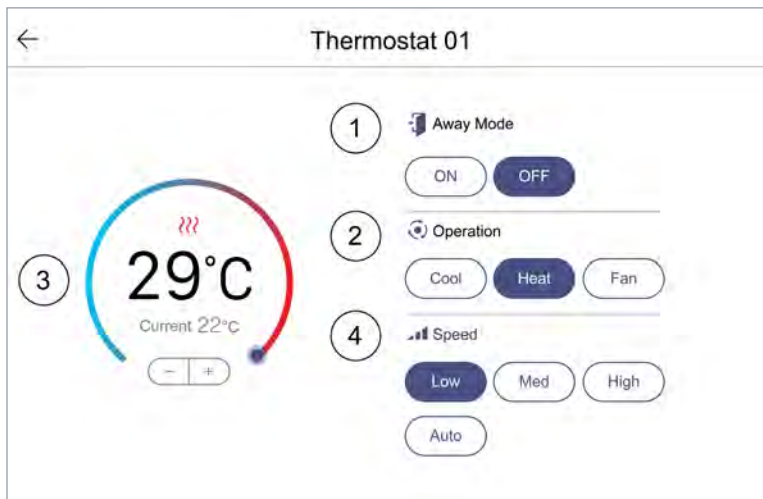 Thermostat 01
1
Away Mode
ON OFF
2
Operation
Cool Heat Fan
3
29°C
Current 22°C
- +
4
Speed
Low Med High
Auto